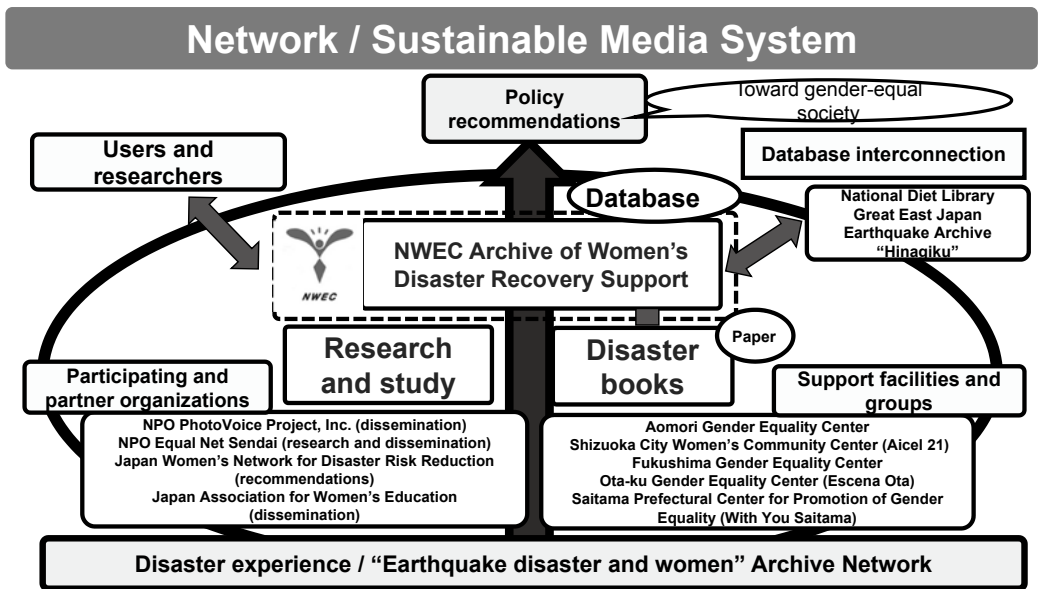 Network / Sustainable Media System
Policy
recommendations
Toward gender-equal
society
Users and
researchers
Database interconnection
Database
National Diet Library
Great East Japan
Earthquake Archive
“Hinagiku”
NWEC
NWEC Archive of Women’s
Disaster Recovery Support
Research
and study
Disaster
books
Paper
Participating and
partner organizations
Support facilities and
groups
NPO PhotoVoice Project, Inc. (dissemination)
NPO Equal Net Sendai (research and dissemination)
Japan Women’s Network for Disaster Risk Reduction
(recommendations)
Japan Association for Women’s Education
(dissemination)
Aomori Gender Equality Center
Shizuoka City Women’s Community Center (Aicel 21)
Fukushima Gender Equality Center
Ota-ku Gender Equality Center (Escena Ota)
Saitama Prefectural Center for Promotion of Gender
Equality (With You Saitama)
Disaster experience / “Earthquake disaster and women” Archive Network